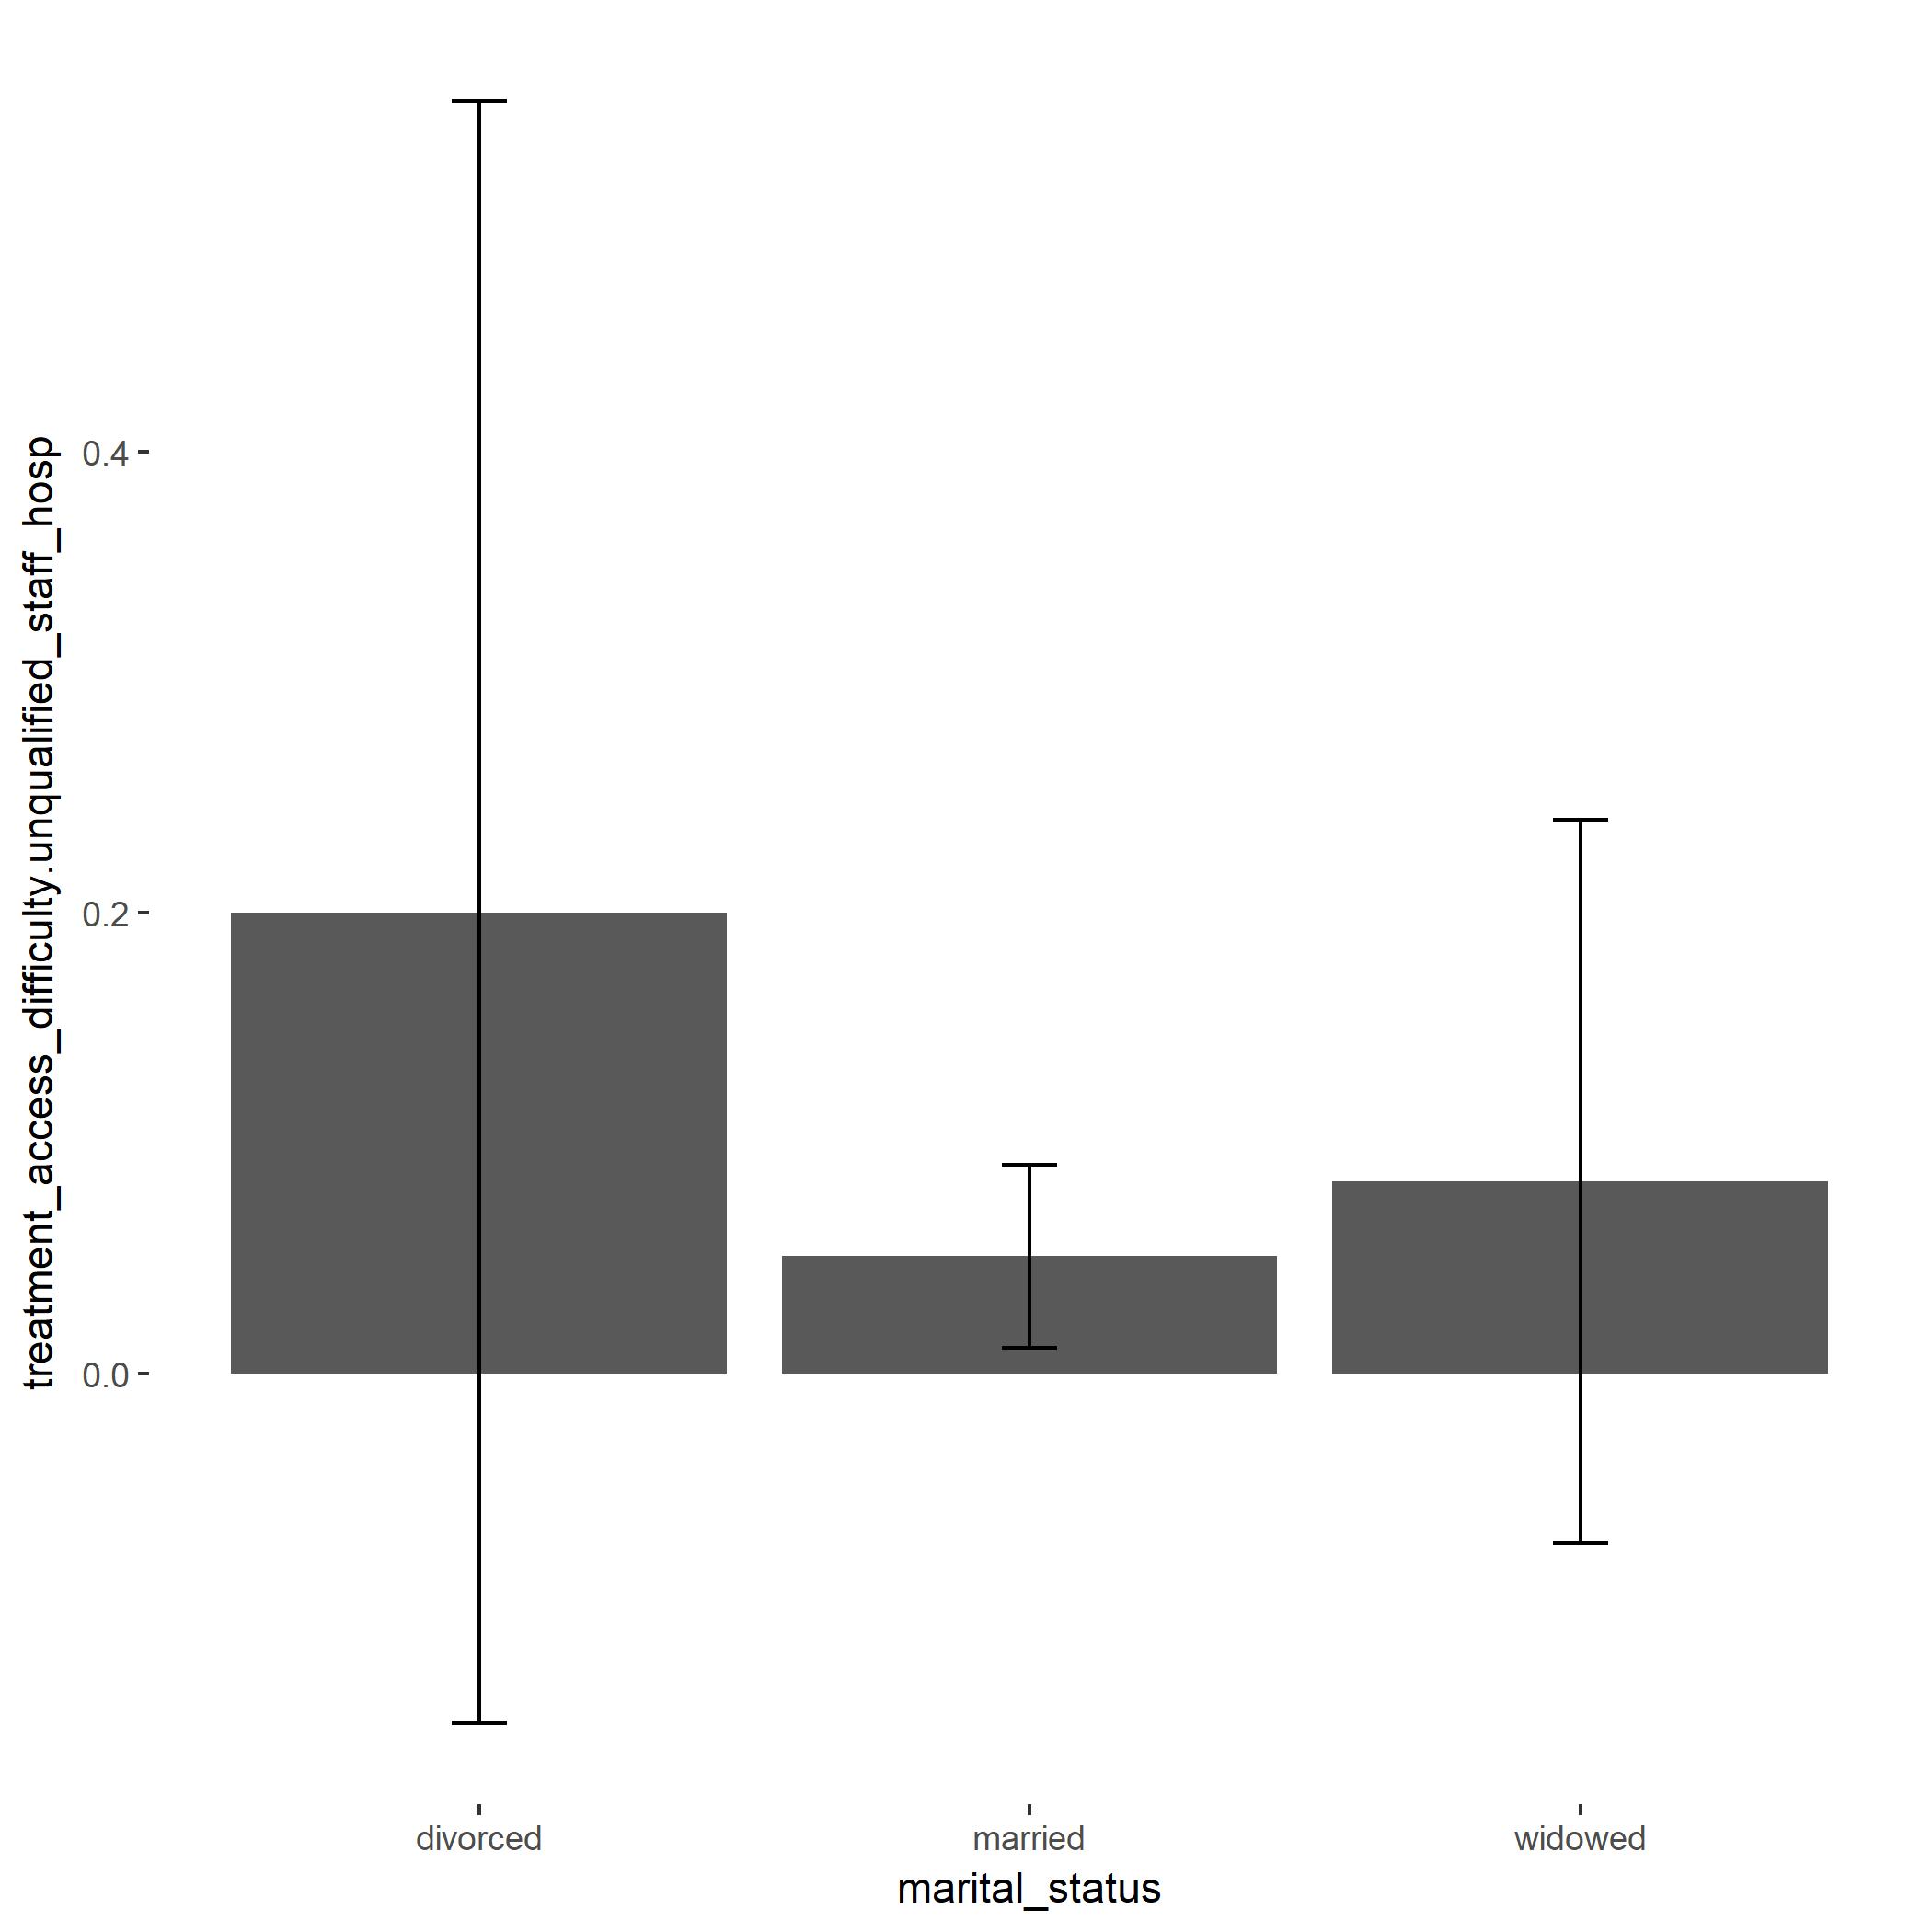 treatment_access_difficulty.unqualified_staff_hosp
0.4
0.2
0.0
divorced married widowed
marital_status